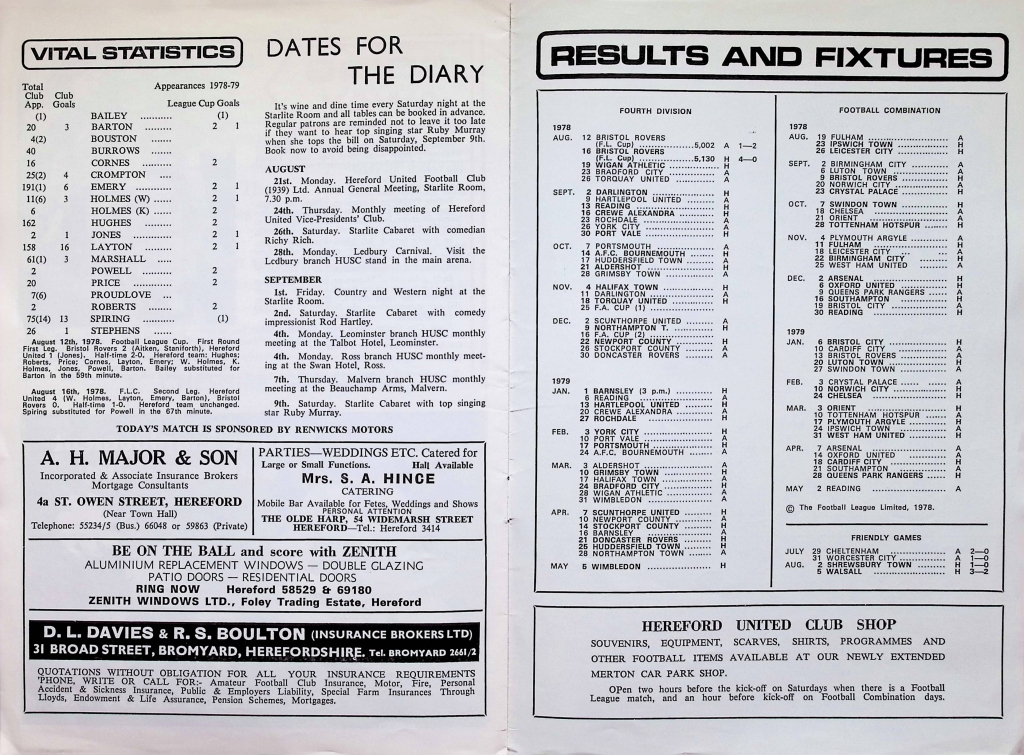 VITAL STATISTICS
Total Club App. Club Goals Appearances 1978-79
League Cup Goals
(1) BAILEY ........... (1)
20 3 BARTON ......... 2 1
4(2) BOUSTON .......
40 BURROWS ...
16 CORNES .......... 2
25(2) 4 CROMPTON ....
191(1) 6 EMERY ............ 2 1
11(6) 3 HOLMES (W) ..... 2 1
6 HOLMES (K) ..... 2
162 HUGHES ......... 2
2 1 JONES ............ 2 1
158 16 LAYTON .......... 2 1
61(1) 3 MARSHALL .....
2 POWELL .......... 2
20 PRICE ............. 2
7(6) PROUDLOVE ...
2 ROBERTS ....... 2
75(14) 13 SPIRING .......... (1)
26 1 STEPHENS ......
August 12th, 1978. Football League Cup. First Round
First Leg. Bristol Rovers 2 (Aitken, Staniforth), Hereford
United 1 (Jones). Half-time 2-0. Hereford team: Hughes;
Roberts, Price; Cornes, Layton, Emery; W. Holmes, K.
Holmes, Jones, Powell, Barton. Bailey substituted for
Barton in the 59th minute.
August 16th, 1978. F.L.C. Second Leg. Hereford
United 4 (W. Holmes, Layton, Emery, Barton), Bristol
Rovers 0. Half-time 1-0. Hereford team unchanged.
Spiring substituted for Powell in the 67th minute.
DATES FOR
THE DIARY
It's wine and dine time every Saturday night at the
Starlite Room and all tables can be booked in advance.
Regular patrons are reminded not to leave it too late
if they want to hear top singing star Ruby Murray
when she tops the bill on Saturday, September 9th.
Book now to avoid being disappointed.
AUGUST
21st. Monday. Hereford United Football Club
(1939) Ltd. Annual General Meeting, Starlite Room,
7.30 p.m.
24th. Thursday. Monthly meeting of Hereford
United Vice-Presidents' Club.
26th. Saturday. Starlite Cabaret with comedian
Richy Rich.
28th. Monday. Ledbury Carnival. Visit the
Ledbury branch HUSC stand in the main arena.
SEPTEMBER
1st. Friday. Country and Western night at the
Starlite Room.
2nd. Saturday. Starlite Cabaret with comedy
impressionist Rod Hartley.
4th. Monday. Leominster branch HUSC monthly
meeting at the Talbot Hotel, Leominster.
4th. Monday. Ross branch HUSC monthly meet-
ing at the Swan Hotel, Ross.
7th. Thursday. Malvern branch HUSC monthly
meeting at the Beauchamp Arms, Malvern.
9th. Saturday. Starlite Cabaret with top singing
star Ruby Murray.
TODAY'S MATCH IS SPONSORED BY RENWICKS MOTORS
A. H. MAJOR & SON
Incorporated & Associate Insurance Brokers
Mortgage Consultants
4a ST. OWEN STREET, HEREFORD
(Near Town Hall)
Telephone: 55234/5 (Bus.) 66048 or 59863 (Private)
PARTIES—WEDDINGS ETC. Catered for
Large or Small Functions. Hall Available
Mrs. S. A. HINCE
CATERING
Mobile Bar Available for Fetes, Weddings and Shows
PERSONAL ATTENTION
THE OLDE HARP, 54 WIDEMARSH STREET
HEREFORD—Tel.: Hereford 3414
BE ON THE BALL and score with ZENITH
ALUMINIUM REPLACEMENT WINDOWS — DOUBLE GLAZING
PATIO DOORS — RESIDENTIAL DOORS
RING NOW Hereford 58529 & 69180
ZENITH WINDOWS LTD., Foley Trading Estate, Hereford
D. L. DAVIES & R. S. BOULTON (INSURANCE BROKERS LTD)
31 BROAD STREET, BROMYARD, HEREFORDSHIRE. Tel. BROMYARD 2661/2
QUOTATIONS WITHOUT OBLIGATION FOR ALL YOUR INSURANCE REQUIREMENTS
'PHONE, WRITE OR CALL FOR:- Amateur Football Club Insurance, Motor, Fire, Personal
Accident & Sickness Insurance, Public & Employers Liability, Special Farm Insurances Through
Lloyds, Endowment & Life Assurance, Pension Schemes, Mortgages.
RESULTS AND FIXTURES
FOURTH DIVISION
1978
AUG. 12 BRISTOL ROVERS
(F.L. Cup) ..................5,002 A 1—2
16 BRISTOL ROVERS
(F.L. Cup) ..................5,130 H 4—0
19 WIGAN ATHLETIC ............ H
23 BRADFORD CITY ............ A
26 TORQUAY UNITED ............ A
SEPT. 2 DARLINGTON ............ H
9 HARTLEPOOL UNITED ............ A
13 READING ............ H
16 CREWE ALEXANDRA ............ H
23 ROCHDALE ............ A
26 YORK CITY ............ A
30 PORT VALE ............ H
OCT. 7 PORTSMOUTH ............ A
14 A.F.C. BOURNEMOUTH ............ H
17 HUDDERSFIELD TOWN ............ A
21 ALDERSHOT ............ H
28 GRIMSBY TOWN ............ A
NOV. 4 HALIFAX TOWN ............ H
11 DARLINGTON ............ A
18 TORQUAY UNITED ............ H
25 F.A. CUP (1) ............
DEC. 2 SCUNTHORPE UNITED ............ A
9 NORTHAMPTON T. ............ H
16 F.A. CUP (2) ............
22 NEWPORT COUNTY ............ H
26 STOCKPORT COUNTY ............ A
30 DONCASTER ROVERS ............ A
1979
JAN. 1 BARNSLEY (3 p.m.) ............ H
6 READING ............ A
13 HARTLEPOOL UNITED ............ H
20 CREWE ALEXANDRA ............ A
27 ROCHDALE ............ H
FEB. 3 YORK CITY ............ H
10 PORT VALE ............ A
17 PORTSMOUTH ............ H
24 A.F.C. BOURNEMOUTH ............ A
MAR. 3 ALDERSHOT ............ A
10 GRIMSBY TOWN ............ H
17 HALIFAX TOWN ............ A
24 BRADFORD CITY ............ H
28 WIGAN ATHLETIC ............ A
31 WIMBLEDON ............ A
APR. 7 SCUNTHORPE UNITED ............ H
10 NEWPORT COUNTY ............ A
14 STOCKPORT COUNTY ............ H
16 BARNSLEY ............ A
21 DONCASTER ROVERS ............ H
25 HUDDERSFIELD TOWN ............ H
28 NORTHAMPTON TOWN ............ A
MAY 5 WIMBLEDON ............ H
FOOTBALL COMBINATION
1978
AUG. 19 FULHAM ............ A
23 IPSWICH TOWN ............ H
26 LEICESTER CITY ............ H
SEPT. 2 BIRMINGHAM CITY ............ A
6 LUTON TOWN ............ A
9 BRISTOL ROVERS ............ H
20 NORWICH CITY ............ A
23 CRYSTAL PALACE ............ H
OCT. 7 SWINDON TOWN ............ H
18 CHELSEA ............ A
21 ORIENT ............ A
28 TOTTENHAM HOTSPUR ............ H
NOV. 4 PLYMOUTH ARGYLE ............ A
11 FULHAM ............ H
18 LEICESTER CITY ............ A
22 BIRMINGHAM CITY ............ H
25 WEST HAM UNITED ............ A
DEC. 2 ARSENAL ............ H
6 OXFORD UNITED ............ H
9 QUEENS PARK RANGERS ............ A
16 SOUTHAMPTON ............ H
19 BRISTOL CITY ............ A
30 READING ............ H
1979
JAN. 6 BRISTOL CITY ............ H
10 CARDIFF CITY ............ A
13 BRISTOL ROVERS ............ A
20 LUTON TOWN ............ H
27 SWINDON TOWN ............ A
FEB. 3 CRYSTAL PALACE ............ A
10 NORWICH CITY ............ H
24 CHELSEA ............ H
MAR. 3 ORIENT ............ H
10 TOTTENHAM HOTSPUR ............ A
17 PLYMOUTH ARGYLE ............ H
24 IPSWICH TOWN ............ A
31 WEST HAM UNITED ............ H
APR. 7 ARSENAL ............ A
14 OXFORD UNITED ............ A
18 CARDIFF CITY ............ H
21 SOUTHAMPTON ............ A
28 QUEENS PARK RANGERS ............ H
MAY 2 READING ............ A
© The Football League Limited, 1978.
FRIENDLY GAMES
JULY 29 CHELTENHAM ............ A 2—0
31 WORCESTER CITY ............ A 0—1
AUG. 2 SHREWSBURY TOWN ............ H 1—0
5 WALSALL ............ H 3—2
HEREFORD UNITED CLUB SHOP
SOUVENIRS, EQUIPMENT, SCARVES, SHIRTS, PROGRAMMES AND
OTHER FOOTBALL ITEMS AVAILABLE AT OUR NEWLY EXTENDED
MERTON CAR PARK SHOP.
Open two hours before the kick-off on Saturdays when there is a Football
League match, and an hour before kick-off on Football Combination days.